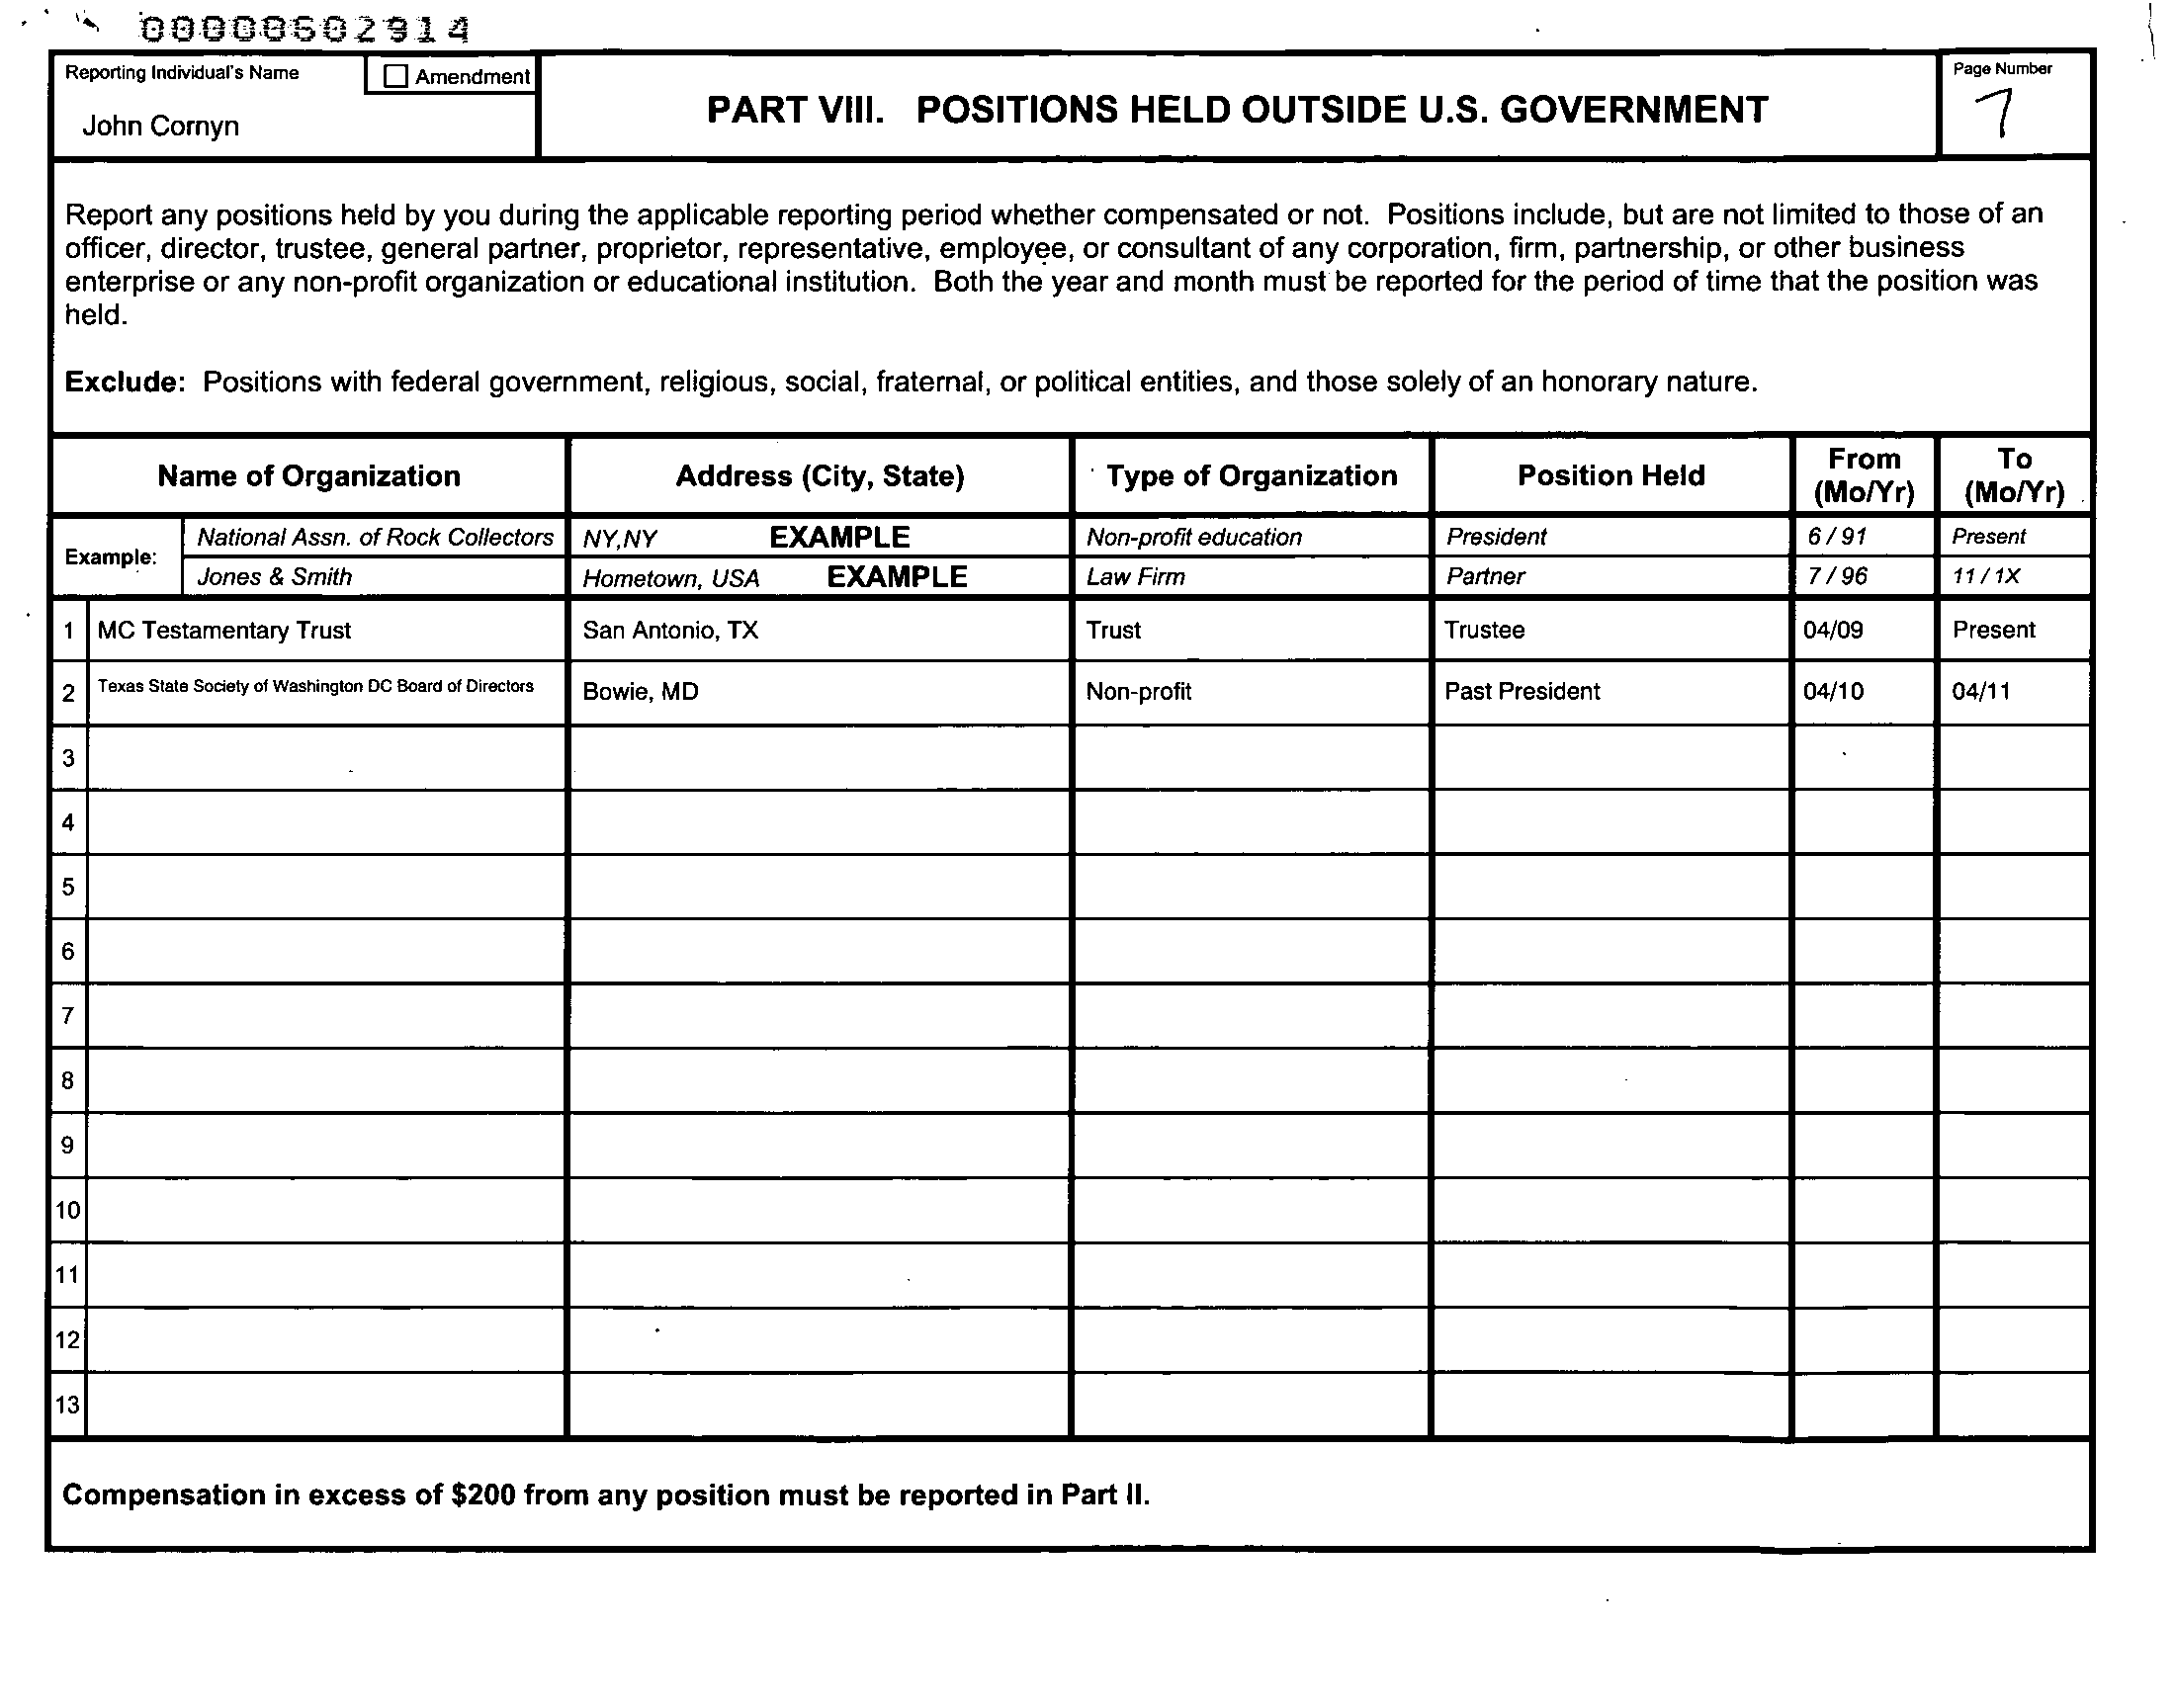 00000602914
Reporting Individual's Name
Amendment
John Cornyn
PART VIII. POSITIONS HELD OUTSIDE U.S. GOVERNMENT
Page Number
7
Report any positions held by you during the applicable reporting period whether compensated or not. Positions include, but are not limited to those of an
officer, director, trustee, general partner, proprietor, representative, employee, or consultant of any corporation, firm, partnership, or other business
enterprise or any non-profit organization or educational institution. Both the year and month must be reported for the period of time that the position was
held.
Exclude: Positions with federal government, religious, social, fraternal, or political entities, and those solely of an honorary nature.
Name of Organization Address (City, State) Type of Organization Position Held From (Mo/Yr) To (Mo/Yr)
Example:
National Assn. of Rock Collectors NY,NY EXAMPLE Non-profit education President 6 / 91 Present
Jones & Smith Hometown, USA EXAMPLE Law Firm Partner 7 / 96 11 / 1X
1 MC Testamentary Trust San Antonio, TX Trust Trustee 04/09 Present
2 Texas State Society of Washington DC Board of Directors Bowie, MD Non-profit Past President 04/10 04/11
3
4
5
6
7
8
9
10
11
12
13
Compensation in excess of $200 from any position must be reported in Part II.